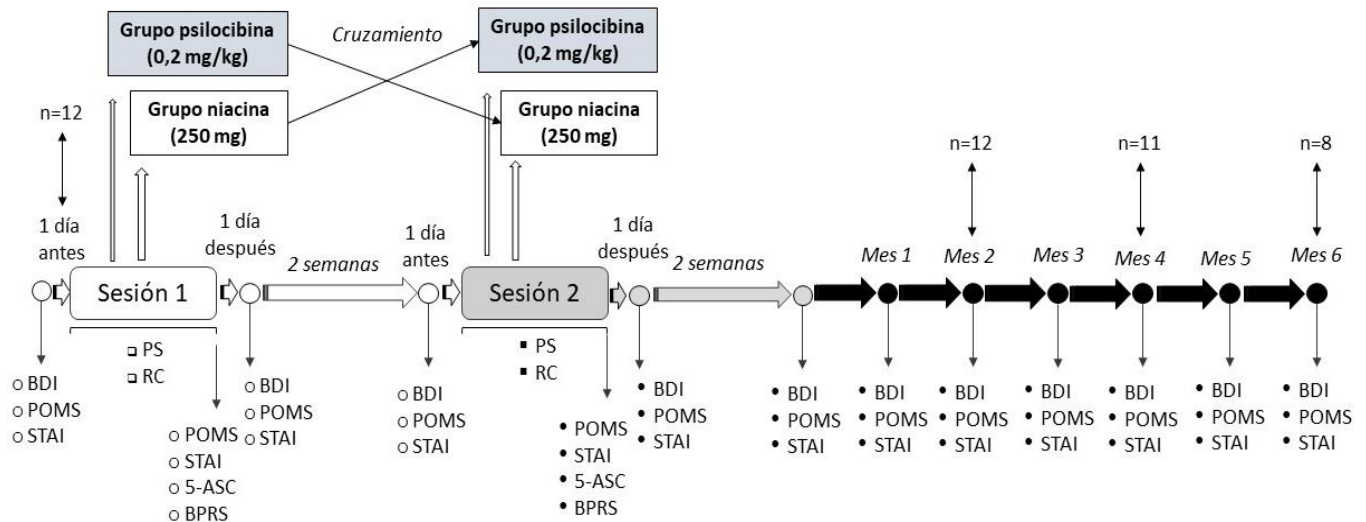 Grupo psilocibina
(0,2 mg/kg)
Cruzamiento
Grupo psilocibina
(0,2 mg/kg)
Grupo niacina
(250 mg)
Grupo niacina
(250 mg)
n=12
n=12
n=11
n=8
1 día
antes
1 día
después
2 semanas
1 día
antes
1 día
después
2 semanas
Mes 1
Mes 2
Mes 3
Mes 4
Mes 5
Mes 6
Sesión 1
Sesión 2
PS
RC
PS
RC
BDI
POMS
STAI
POMS
STAI
5-ASC
BPRS
BDI
POMS
STAI
BDI
POMS
STAI
POMS
STAI
5-ASC
BPRS
BDI
POMS
STAI
BDI
POMS
STAI
BDI
POMS
STAI
BDI
POMS
STAI
BDI
POMS
STAI
BDI
POMS
STAI
BDI
POMS
STAI
BDI
POMS
STAI